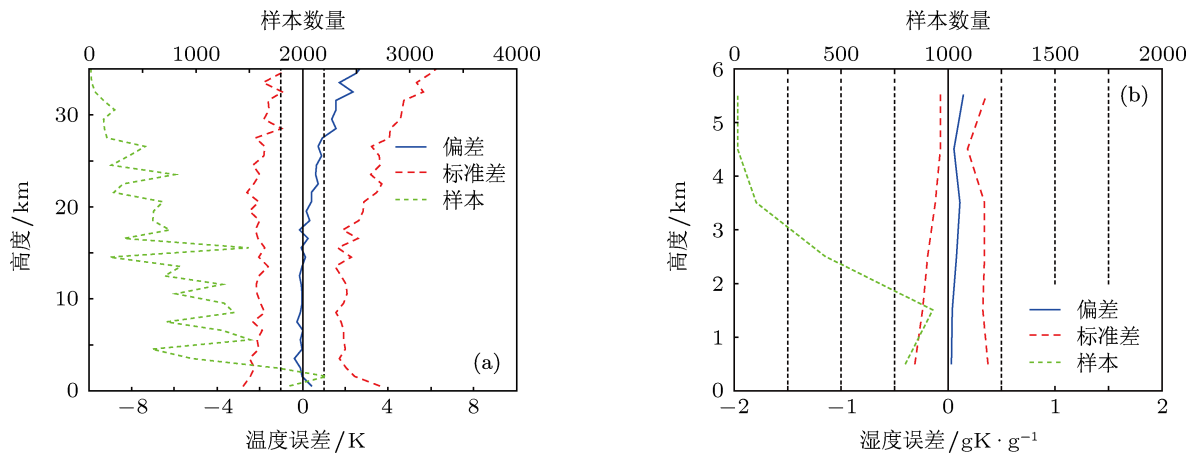 样本数量
0 1000 2000 3000 4000
30
20
10
0
高度/km
偏差
标准差
样本
(a)
−8 −4 0 4 8
温度误差/K
样本数量
0 500 1000 1500 2000
6
5
4
3
2
1
0
高度/km
(b)
偏差
标准差
样本
−2 −1 0 1 2
湿度误差/gK·g⁻¹